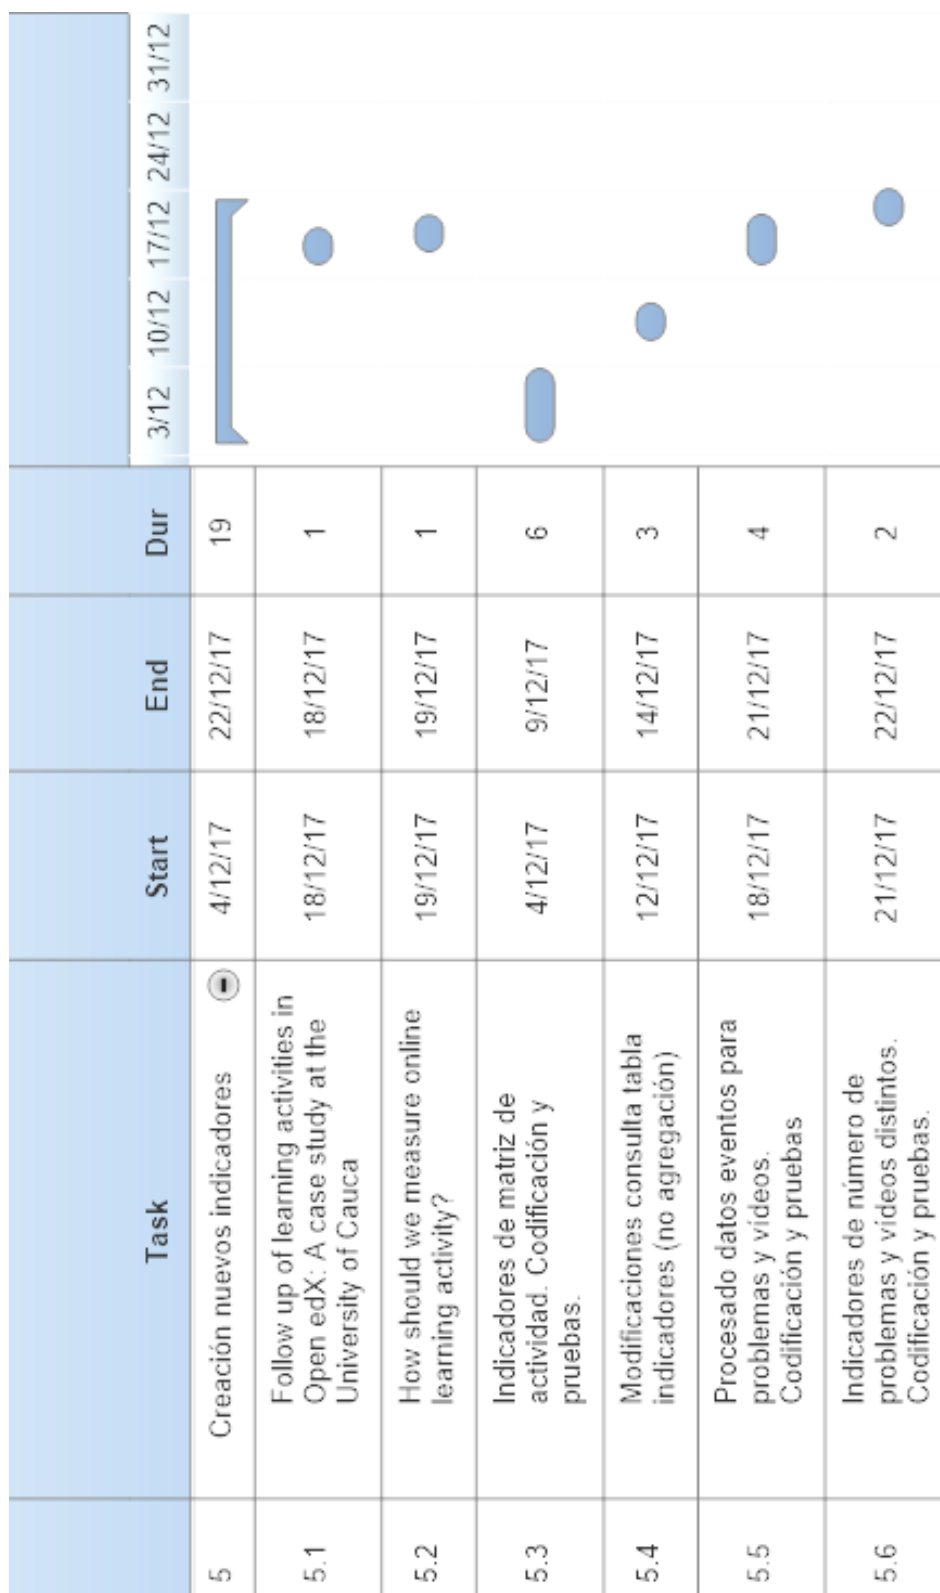 Task Start End Dur 3/12 10/12 17/12 24/12 31/12
5 Creación nuevos indicadores 4/12/17 22/12/17 19
5.1 Follow up of learning activities in
Open edX: A case study at the
University of Cauca 18/12/17 18/12/17 1
5.2 How should we measure online
learning activity? 19/12/17 19/12/17 1
5.3 Indicadores de matriz de
actividad. Codificación y
pruebas. 4/12/17 9/12/17 6
5.4 Modificaciones consulta tabla
indicadores (no agregación) 12/12/17 14/12/17 3
5.5 Procesado datos eventos para
problemas y vídeos.
Codificación y pruebas 18/12/17 21/12/17 4
5.6 Indicadores de número de
problemas y vídeos distintos.
Codificación y pruebas. 21/12/17 22/12/17 2